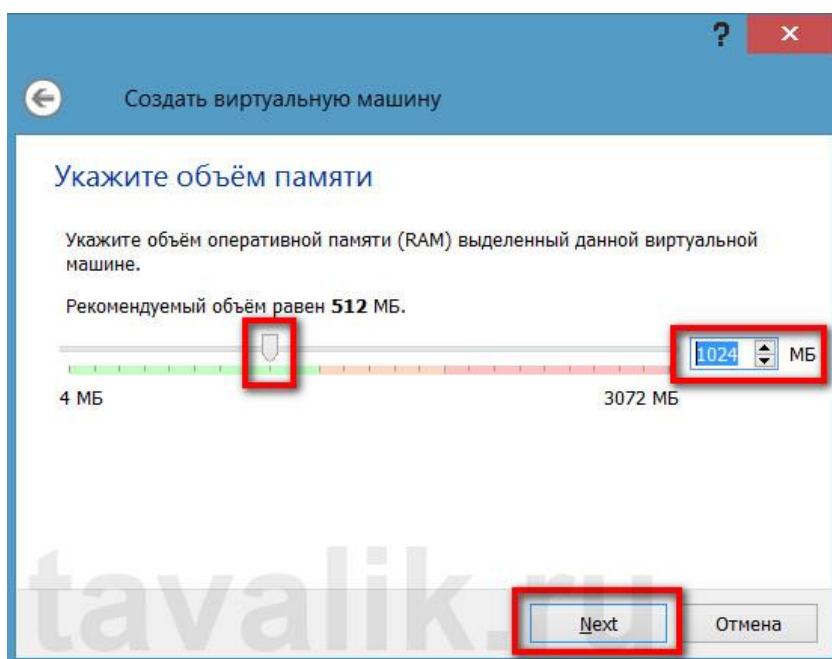 ?
Создать виртуальную машину
Укажите объём памяти
Укажите объём оперативной памяти (RAM) выделенный данной виртуальной
машине.
Рекомендуемый объём равен 512 МБ.
1024 МБ
4 МБ 3072 МБ
tavalik.ru
Next Отмена